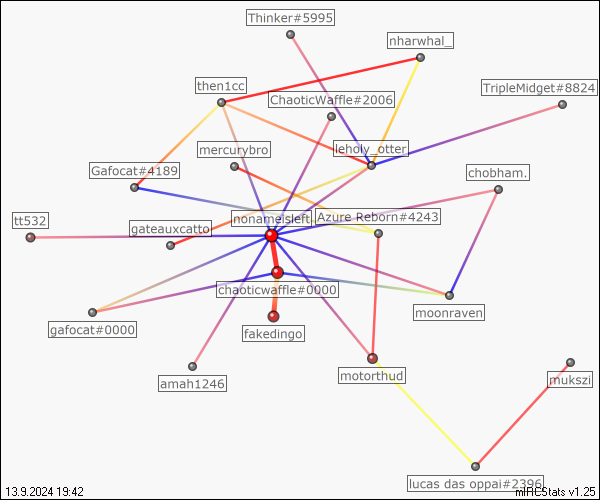 Thinker#5995
nharwhal_
then1cc
TripleMidget#8824
ChaoticWaffle#2006
mercurybro
leholy_otter
Gafocat#4189
chobham.
tt532
nonameisleft
Azure Reborn#4243
gateauxcatto
chaoticwaffle#0000
moonraven
gafocat#0000
fakedingo
amah1246
motorthud
mukszi
lucas das oppai#2396
13.9.2024 19:42
mIRCStats v1.25